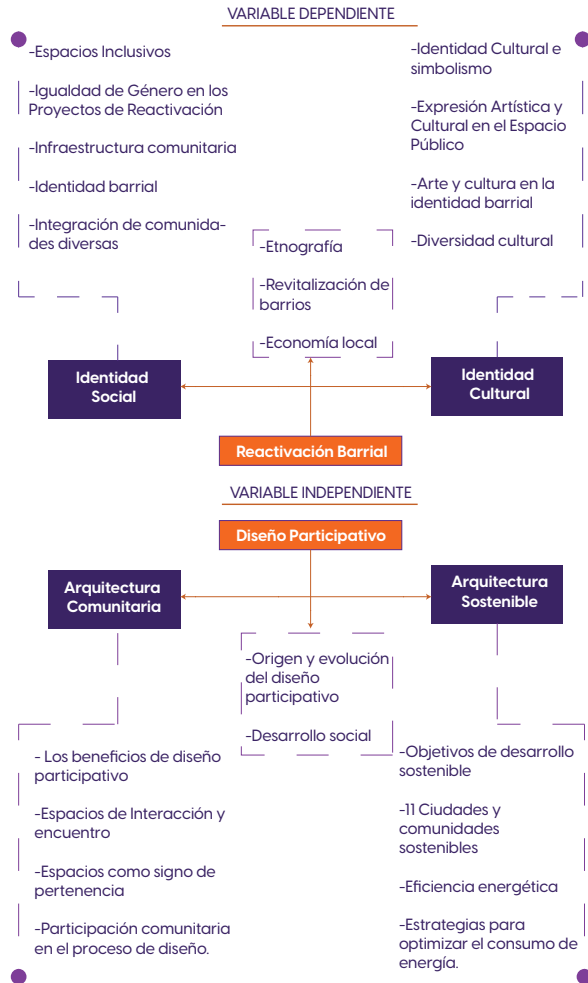 VARIABLE DEPENDIENTE
-Espacios Inclusivos
-Igualdad de Género en los
Proyectos de Reactivación
-Infraestructura comunitaria
-Identidad barrial
-Integración de comunida-
des diversas
-Identidad Cultural e
simbolismo
-Expresión Artística y
Cultural en el Espacio
Público
-Arte y cultura en la
identidad barrial
-Diversidad cultural
-Etnografía
-Revitalización de
barrios
-Economía local
Identidad
Social
Identidad
Cultural
Reactivación Barrial
VARIABLE INDEPENDIENTE
Diseño Participativo
Arquitectura
Comunitaria
Arquitectura
Sostenible
-Origen y evolución
del diseño
participativo
-Desarrollo social
- Los beneficios de diseño
participativo
-Espacios de Interacción y
encuentro
-Espacios como signo de
pertenencia
-Participación comunitaria
en el proceso de diseño.
-Objetivos de desarrollo
sostenible
-11 Ciudades y
comunidades
sostenibles
-Eficiencia energética
-Estrategias para
optimizar el consumo de
energía.